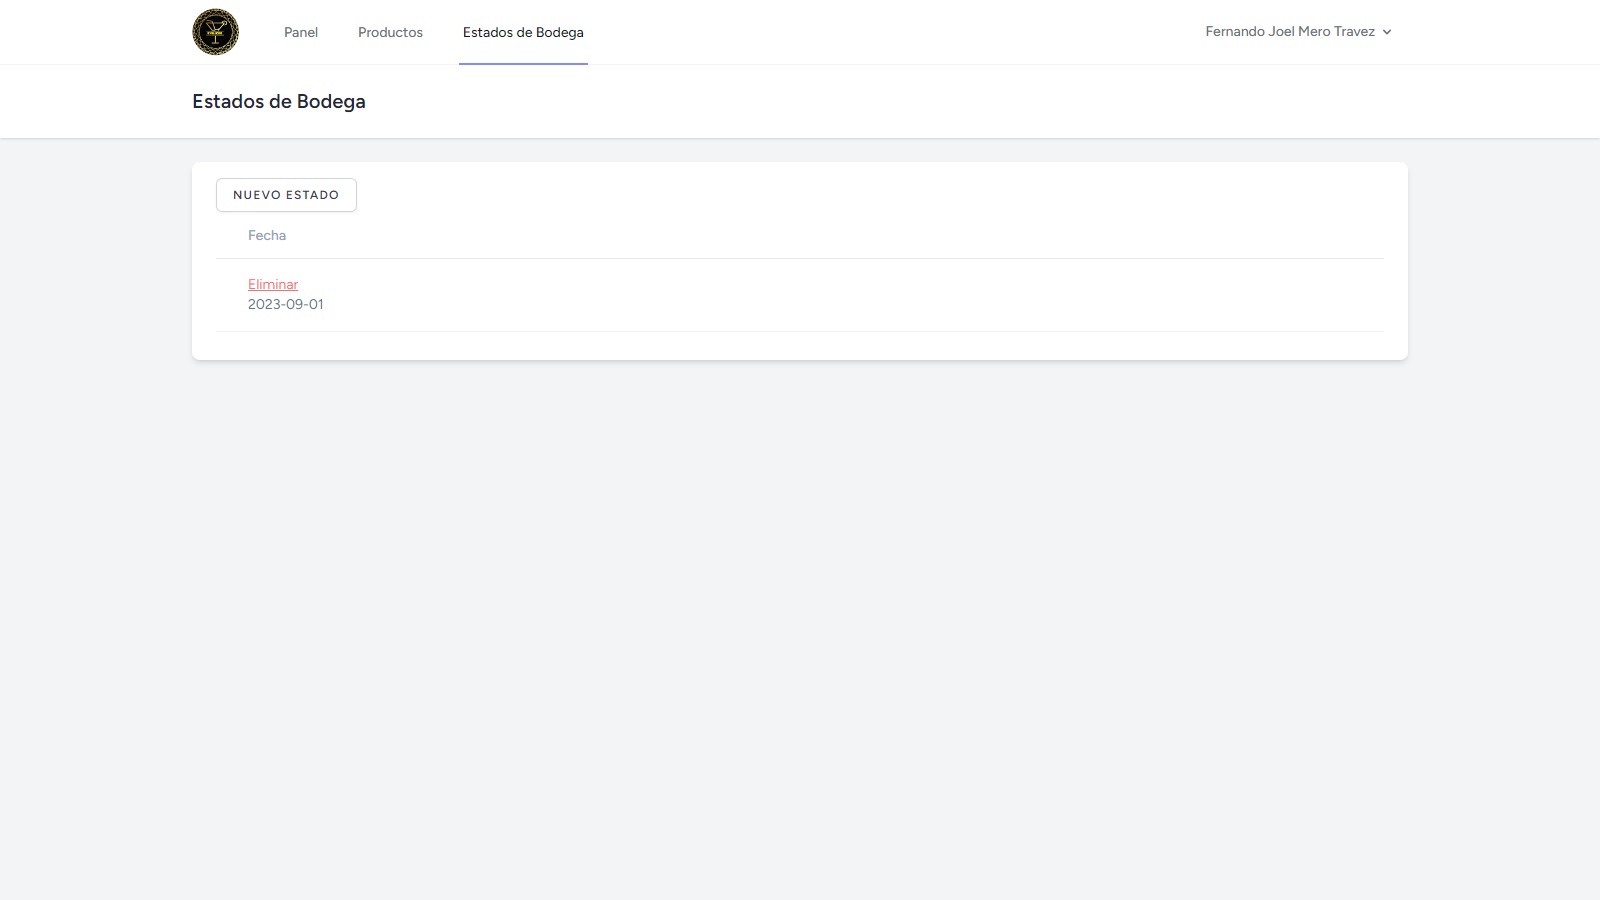 Panel
Productos
Estados de Bodega
Fernando Joel Mero Travez
Estados de Bodega
NUEVO ESTADO
Fecha
Eliminar
2023-09-01